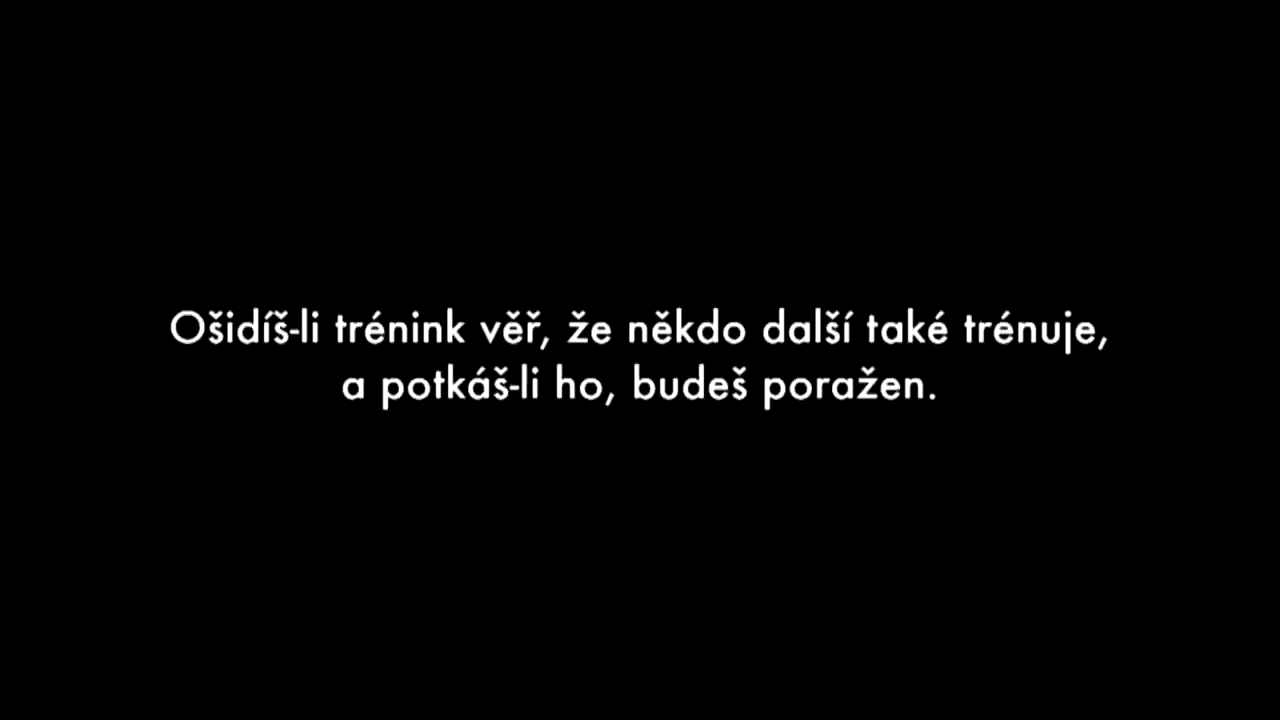 Ošidíš-li trénink věř, že někdo další také trénuje,
a potkáš-li ho, budeš poražen.